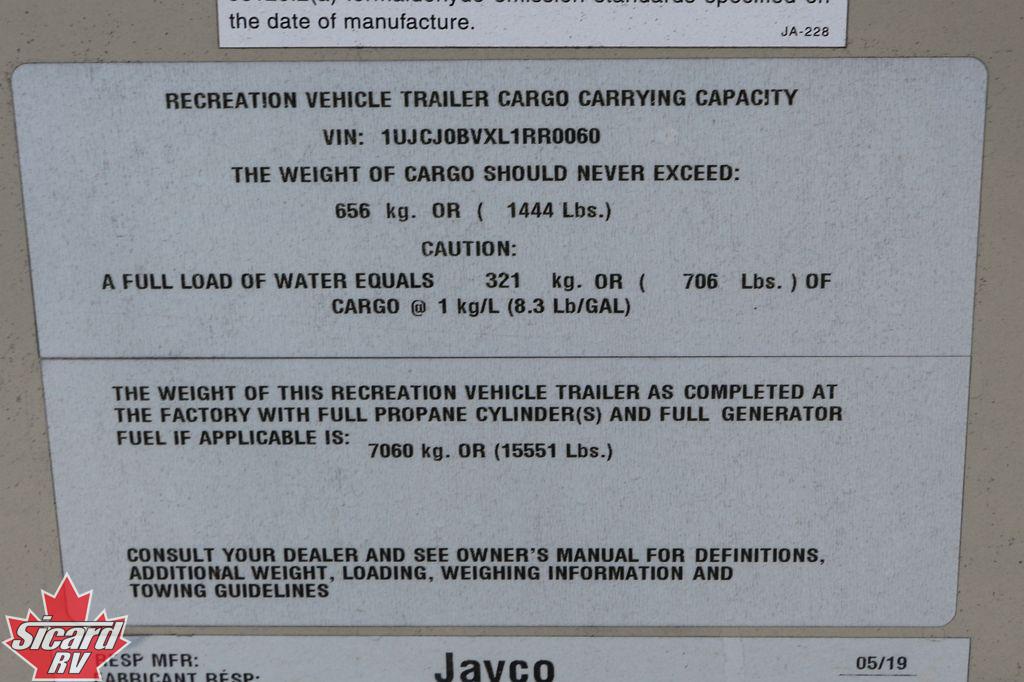 the date of manufacture.
JA-228
RECREATION VEHICLE TRAILER CARGO CARRYING CAPACITY
VIN: 1UJCJ0BVXL1RR0060
THE WEIGHT OF CARGO SHOULD NEVER EXCEED:
656 kg. OR ( 1444 Lbs.)
CAUTION:
A FULL LOAD OF WATER EQUALS 321 kg. OR ( 706 Lbs. ) OF
CARGO @ 1 kg/L (8.3 Lb/GAL)
THE WEIGHT OF THIS RECREATION VEHICLE TRAILER AS COMPLETED AT
THE FACTORY WITH FULL PROPANE CYLINDER(S) AND FULL GENERATOR
FUEL IF APPLICABLE IS:
7060 kg. OR (15551 Lbs.)
CONSULT YOUR DEALER AND SEE OWNER'S MANUAL FOR DEFINITIONS,
ADDITIONAL WEIGHT, LOADING, WEIGHING INFORMATION AND
TOWING GUIDELINES
Sicard
RV
RESP MFR:
FABRICANT RÉSP:
Jayco
05/19